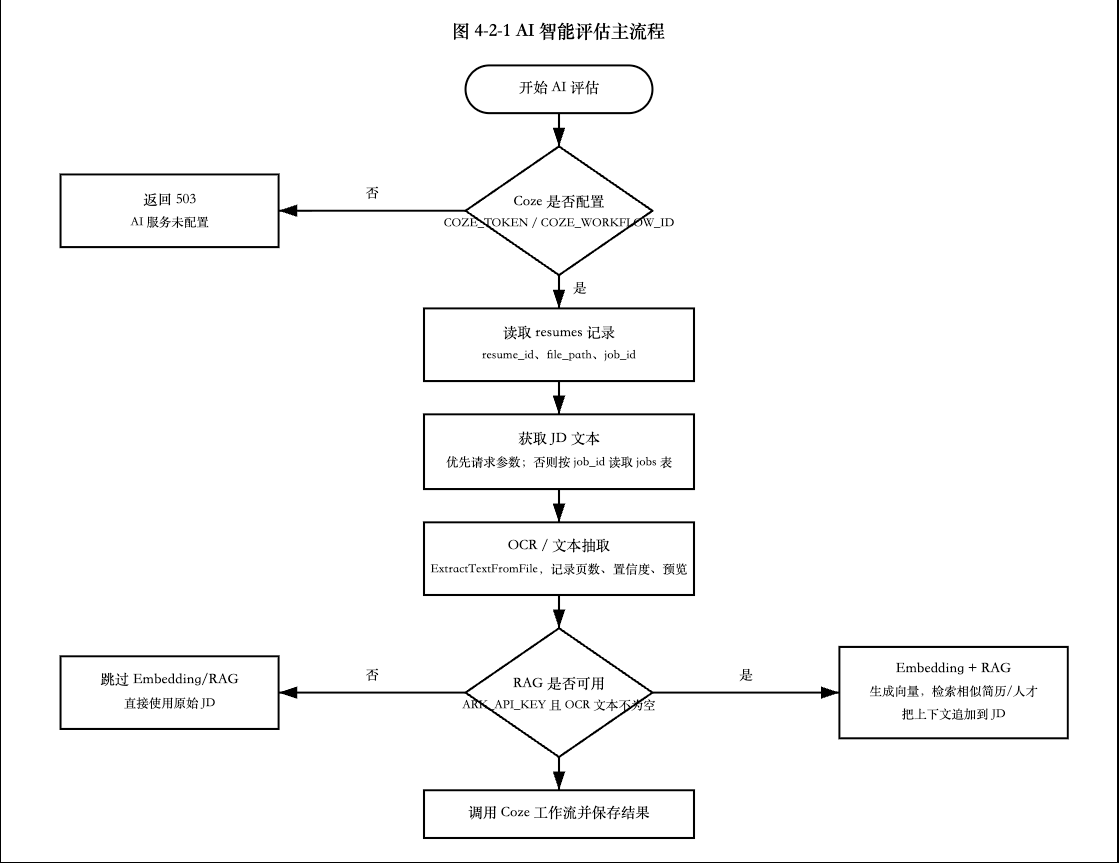 图 4-2-1 AI 智能评估主流程
开始 AI 评估
Coze 是否配置
COZE_TOKEN / COZE_WORKFLOW_ID
否
返回 503
AI 服务未配置
是
读取 resumes 记录
resume_id、file_path、job_id
获取 JD 文本
优先请求参数；否则按 job_id 读取 jobs 表
OCR / 文本抽取
ExtractTextFromFile，记录页数、置信度、预览
RAG 是否可用
ARK_API_KEY 且 OCR 文本不为空
否
跳过 Embedding/RAG
直接使用原始 JD
是
Embedding + RAG
生成向量，检索相似简历/人才
把上下文追加到 JD
调用 Coze 工作流并保存结果